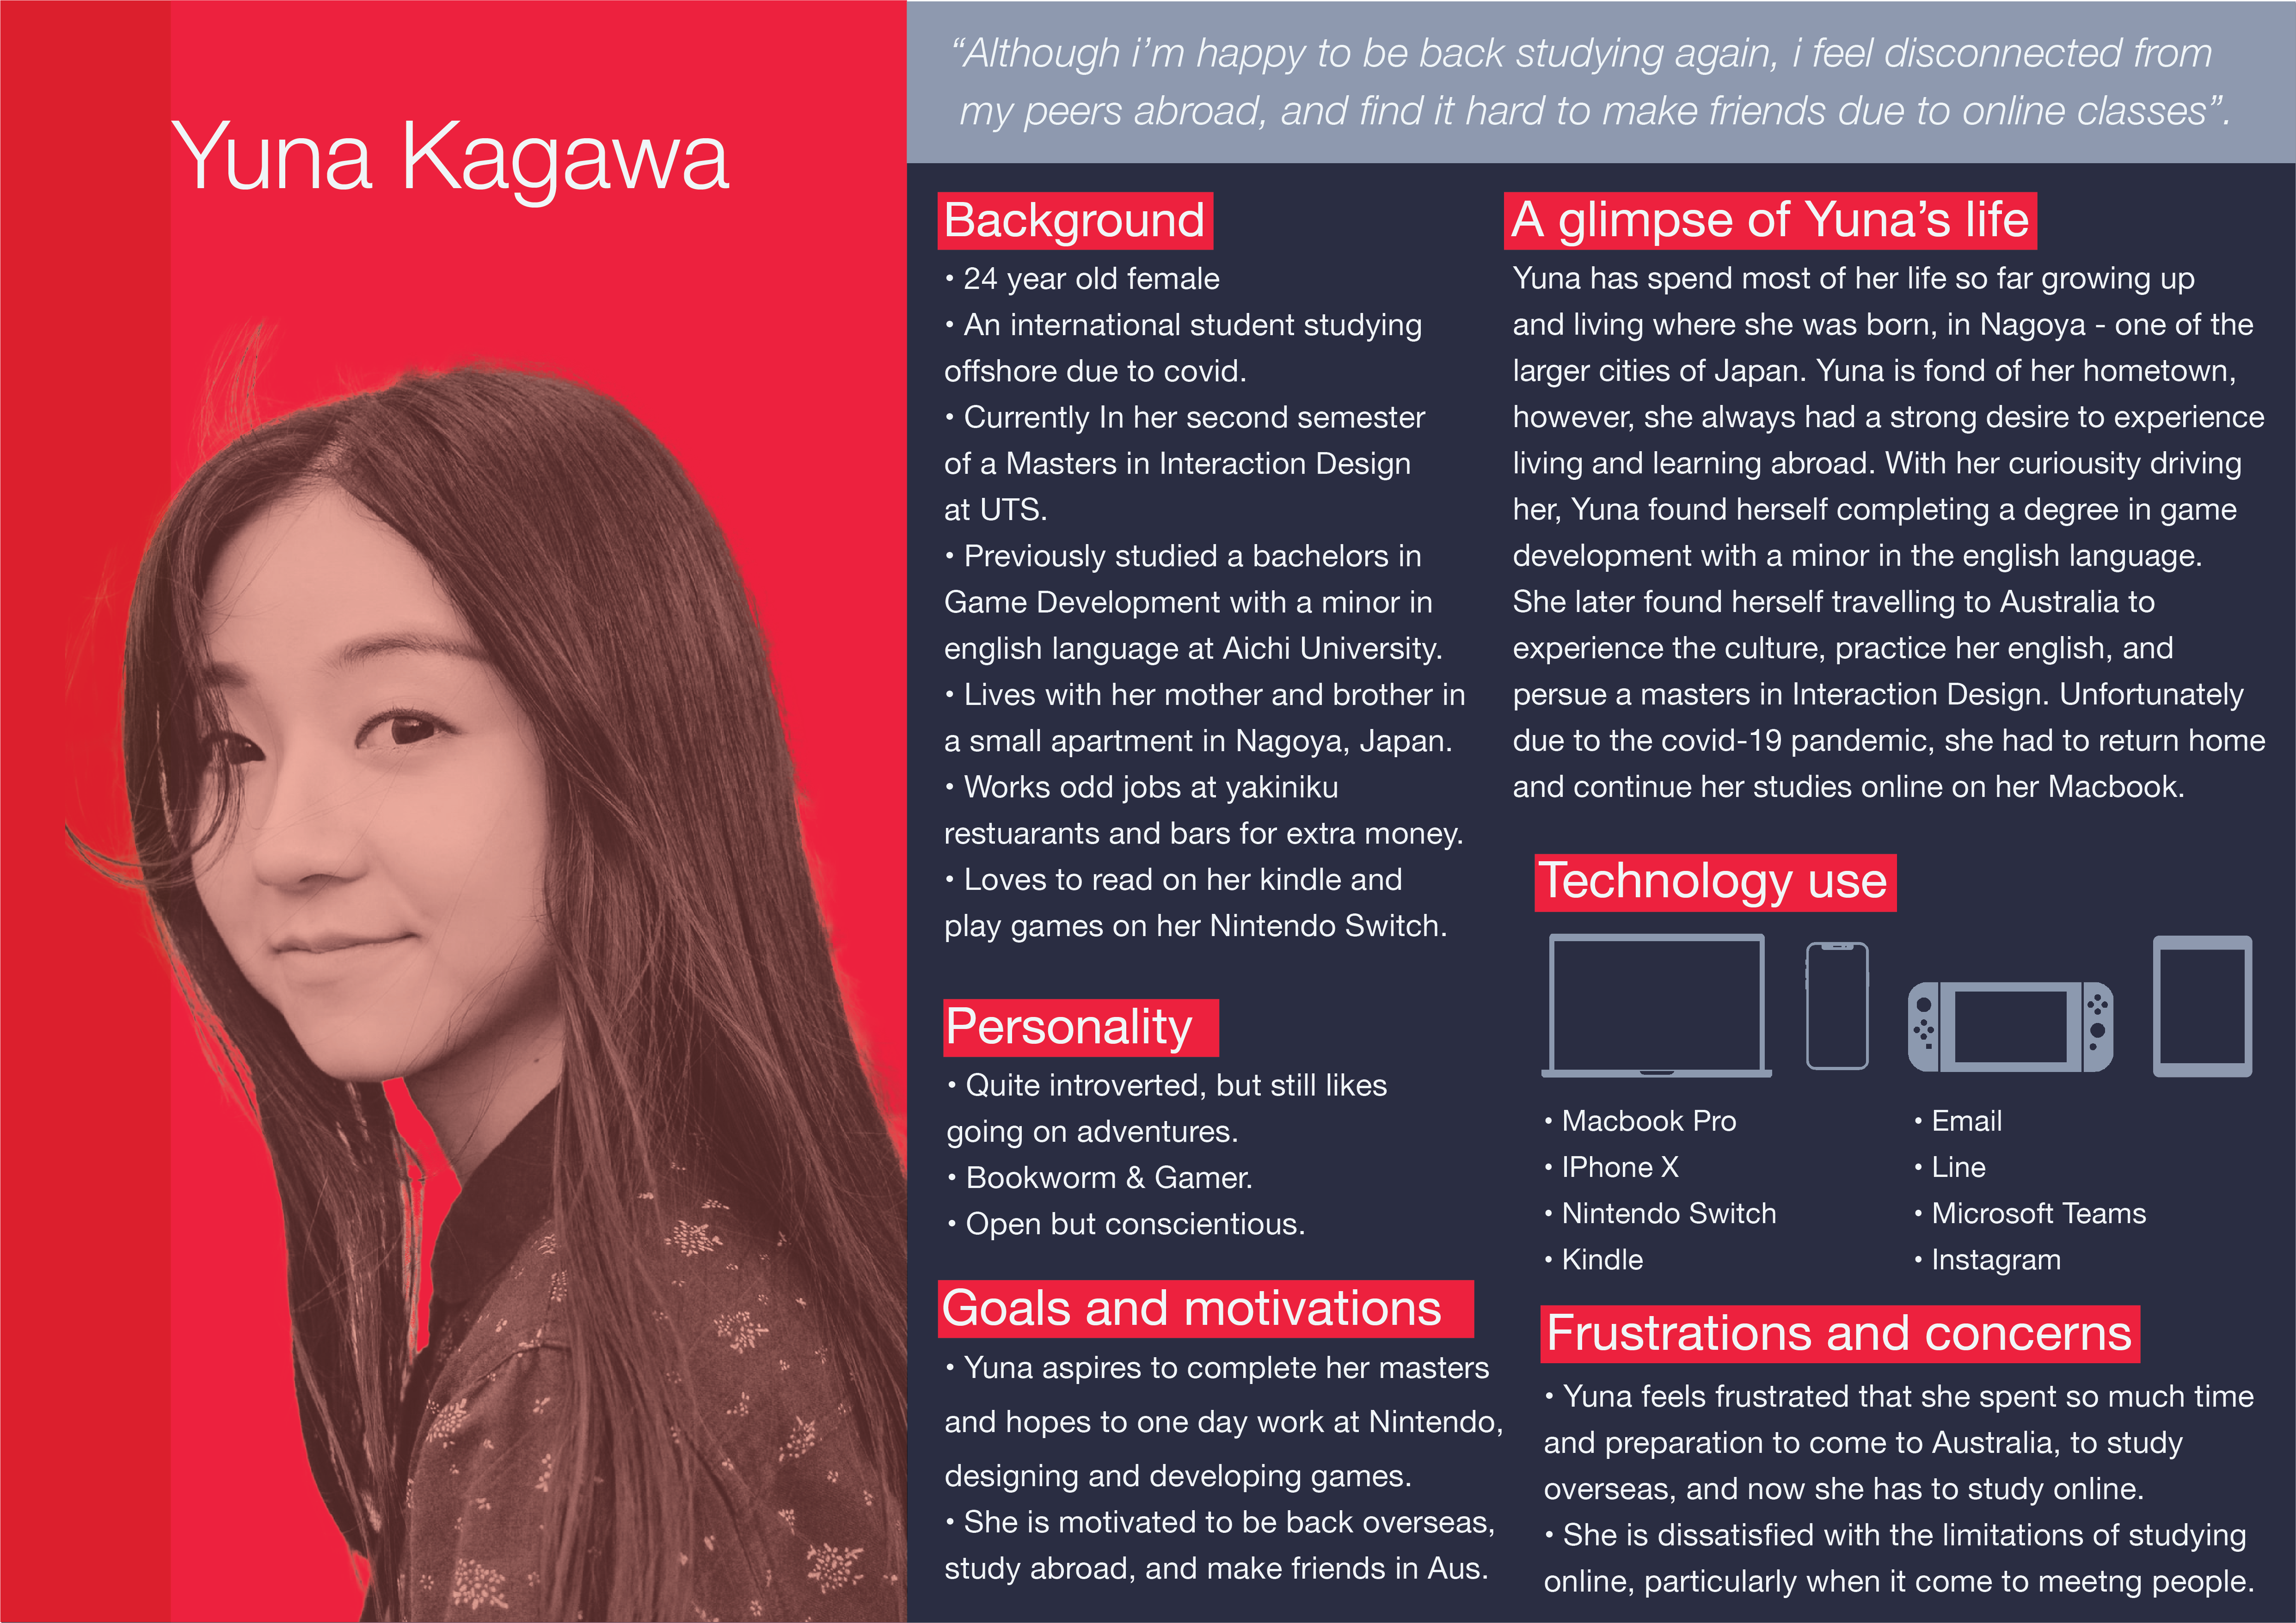 Yuna Kagawa
“Although i’m happy to be back studying again, i feel disconnected from
my peers abroad, and find it hard to make friends due to online classes”.
Background
• 24 year old female
• An international student studying
offshore due to covid.
• Currently In her second semester
of a Masters in Interaction Design
at UTS.
• Previously studied a bachelors in
Game Development with a minor in
english language at Aichi University.
• Lives with her mother and brother in
a small apartment in Nagoya, Japan.
• Works odd jobs at yakiniku
restuarants and bars for extra money.
• Loves to read on her kindle and
play games on her Nintendo Switch.
Personality
• Quite introverted, but still likes
going on adventures.
• Bookworm & Gamer.
• Open but conscientious.
Goals and motivations
• Yuna aspires to complete her masters
and hopes to one day work at Nintendo,
designing and developing games.
• She is motivated to be back overseas,
study abroad, and make friends in Aus.
A glimpse of Yuna’s life
Yuna has spend most of her life so far growing up
and living where she was born, in Nagoya - one of the
larger cities of Japan. Yuna is fond of her hometown,
however, she always had a strong desire to experience
living and learning abroad. With her curiousity driving
her, Yuna found herself completing a degree in game
development with a minor in the english language.
She later found herself travelling to Australia to
experience the culture, practice her english, and
persue a masters in Interaction Design. Unfortunately
due to the covid-19 pandemic, she had to return home
and continue her studies online on her Macbook.
Technology use
• Macbook Pro
• IPhone X
• Nintendo Switch
• Kindle
• Email
• Line
• Microsoft Teams
• Instagram
Frustrations and concerns
• Yuna feels frustrated that she spent so much time
and preparation to come to Australia, to study
overseas, and now she has to study online.
• She is dissatisfied with the limitations of studying
online, particularly when it come to meetng people.